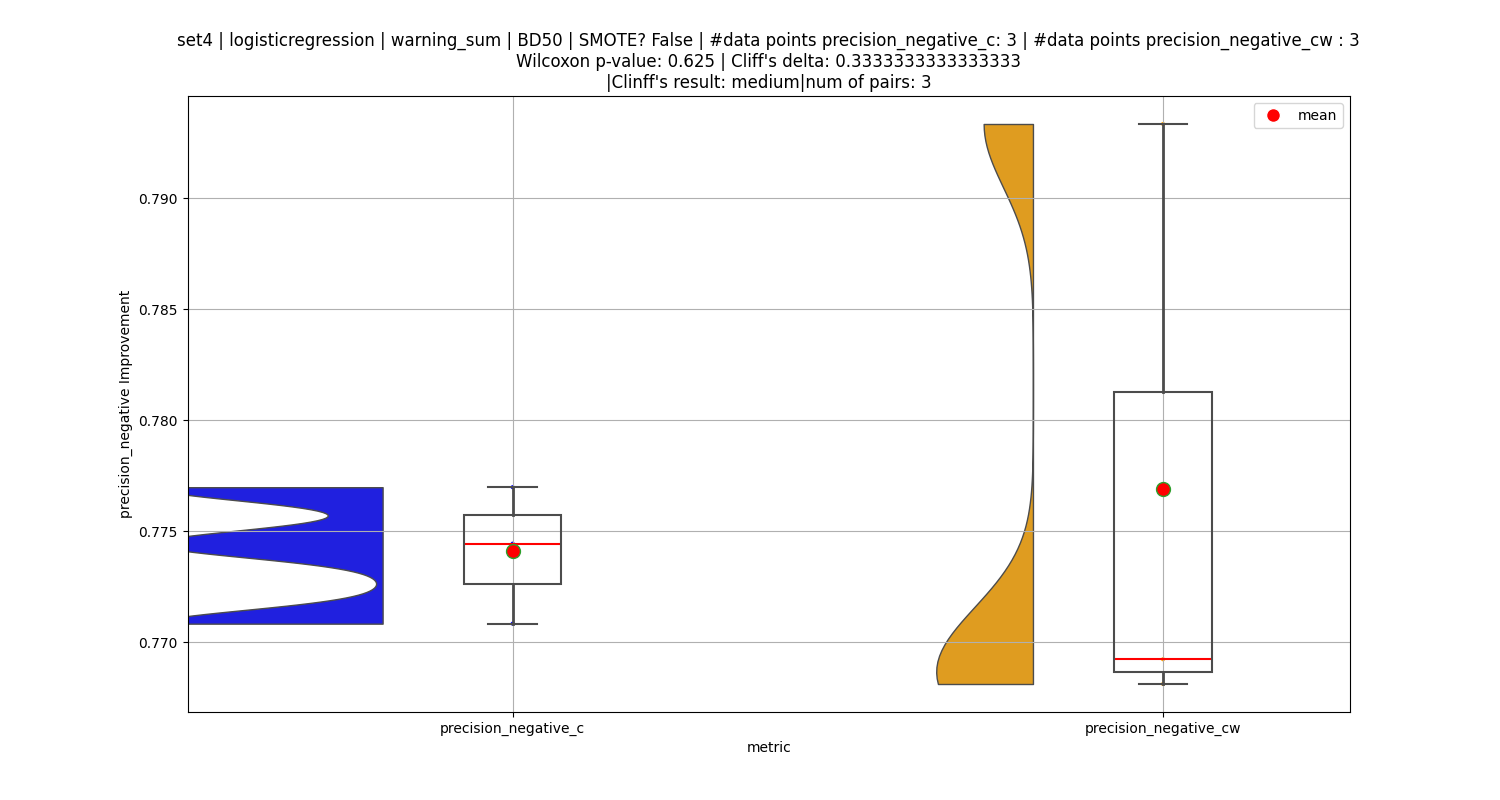 set4 | logisticregression | warning_sum | BD50 | SMOTE? False | #data points precision_negative_c: 3 | #data points precision_negative_cw : 3
Wilcoxon p-value: 0.625 | Cliff's delta: 0.3333333333333333
|Clinff's result: medium|num of pairs: 3
mean
0.790
0.785
0.780
0.775
0.770
precision_negative Improvement
precision_negative_c
precision_negative_cw
metric